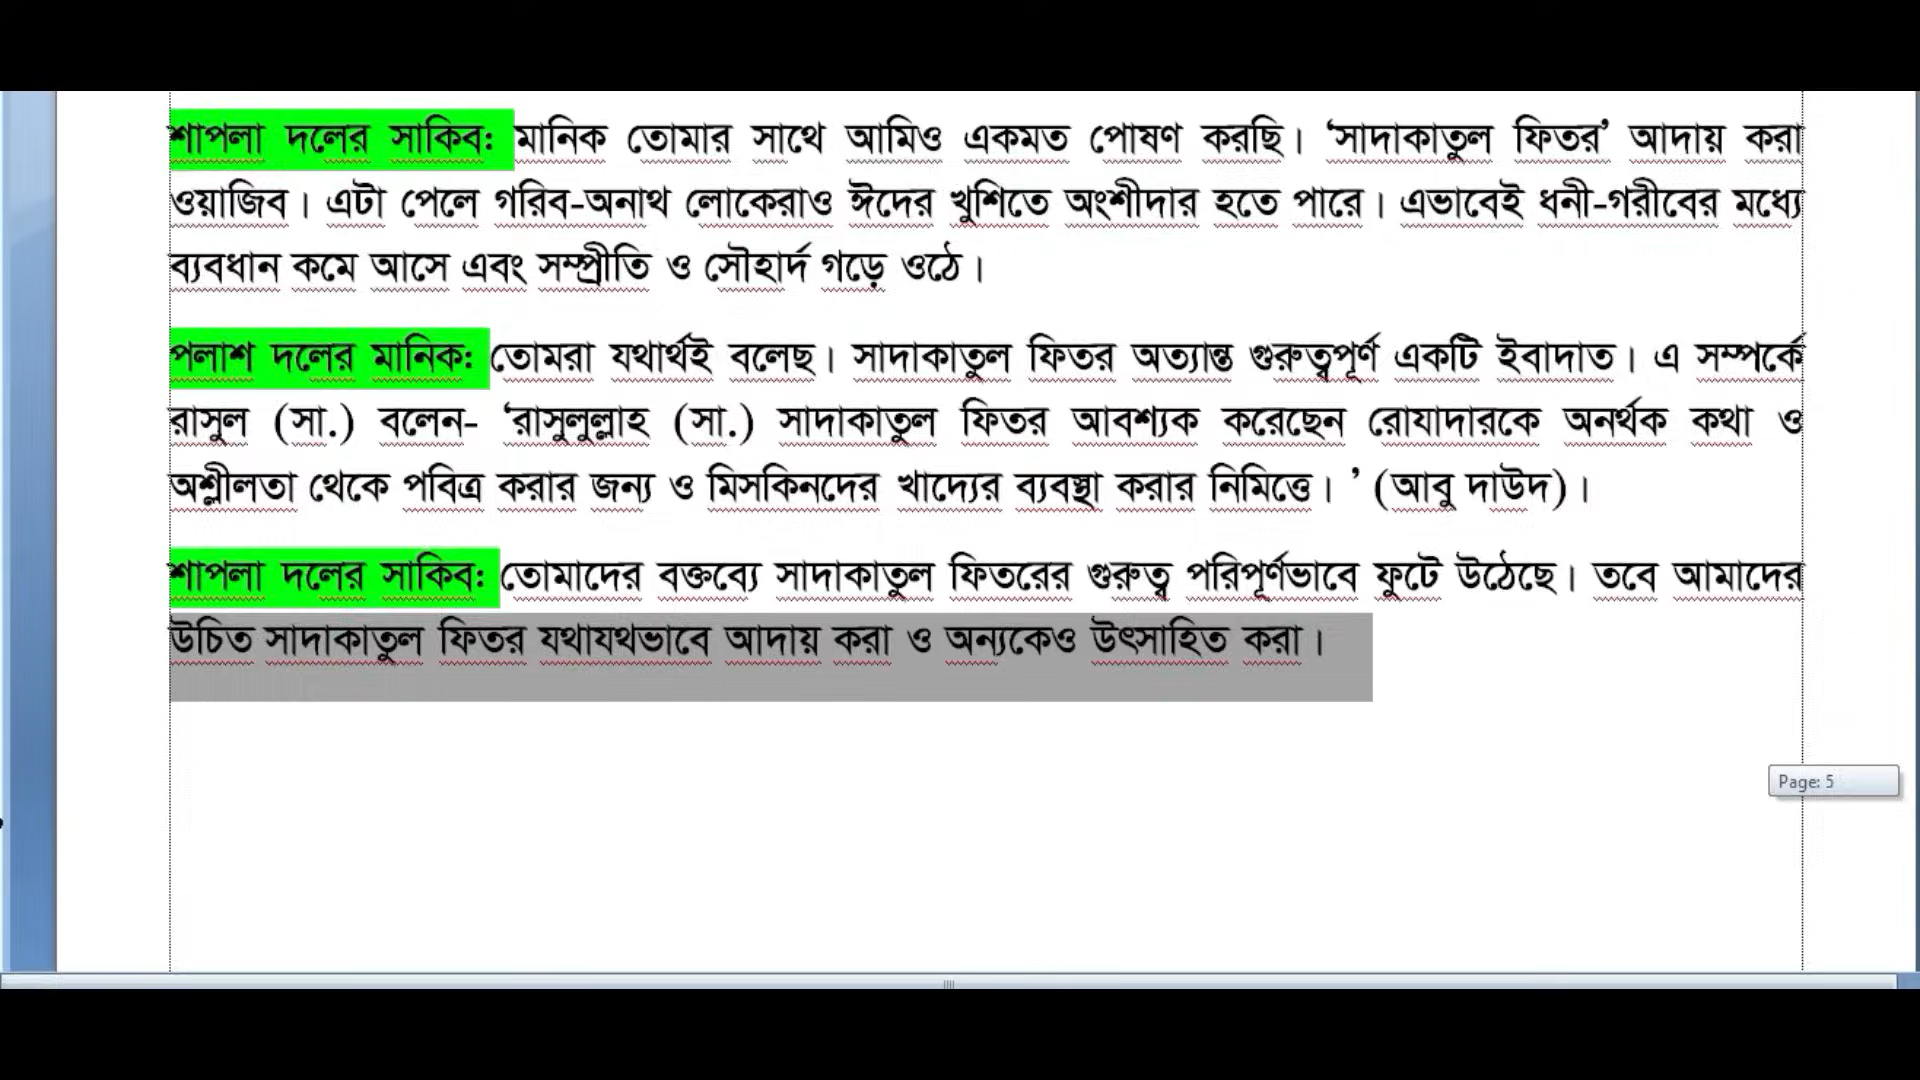 শাপলা দলের সাকিব: মানিক তোমার সাথে আমিও একমত পোষণ করছি। ‘সাদাকাতুল ফিতর’ আদায় করা
ওয়াজিব। এটা পেলে গরিব-অনাথ লোকেরাও ঈদের খুশিতে অংশীদার হতে পারে। এভাবেই ধনী-গরীবের মধ্যে
ব্যবধান কমে আসে এবং সম্প্রীতি ও সৌহার্দ গড়ে ওঠে।
পলাশ দলের মানিক: তোমরা যথার্থই বলেছ। সাদাকাতুল ফিতর অত্যান্ত গুরুত্বপূর্ণ একটি ইবাদাত। এ সম্পর্কে
রাসুল (সা.) বলেন- ‘রাসুলুল্লাহ (সা.) সাদাকাতুল ফিতর আবশ্যক করেছেন রোযাদারকে অনর্থক কথা ও
অশ্লীলতা থেকে পবিত্র করার জন্য ও মিসকিনদের খাদ্যের ব্যবস্থা করার নিমিত্তে। ’ (আবু দাউদ)।
শাপলা দলের সাকিব: তোমাদের বক্তব্যে সাদাকাতুল ফিতরের গুরুত্ব পরিপূর্ণভাবে ফুটে উঠেছে। তবে আমাদের
উচিত সাদাকাতুল ফিতর যথাযথভাবে আদায় করা ও অন্যকেও উৎসাহিত করা।
Page: 5